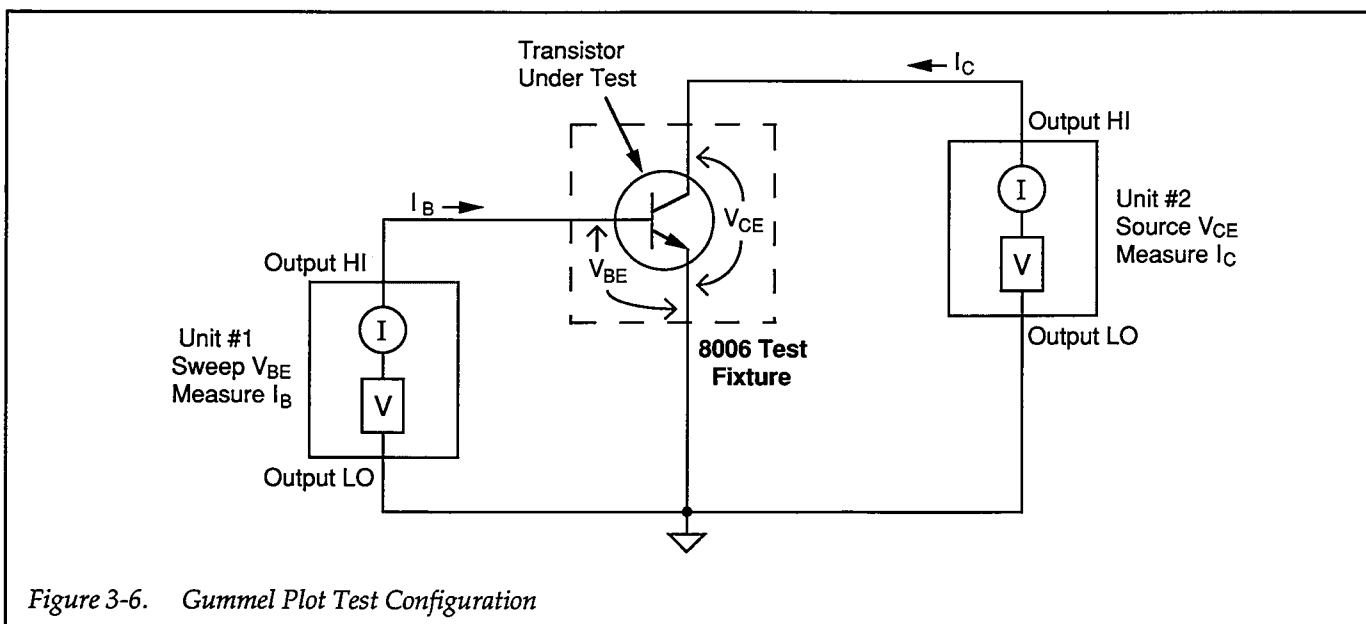 Transistor
Under Test
I_C
Output HI
I
V
Unit #2
Source V_CE
Measure I_C
Output LO
V_CE
I_B
V_BE
8006 Test
Fixture
Output HI
I
V
Unit #1
Sweep V_BE
Measure I_B
Output LO
Figure 3-6. Gummel Plot Test Configuration